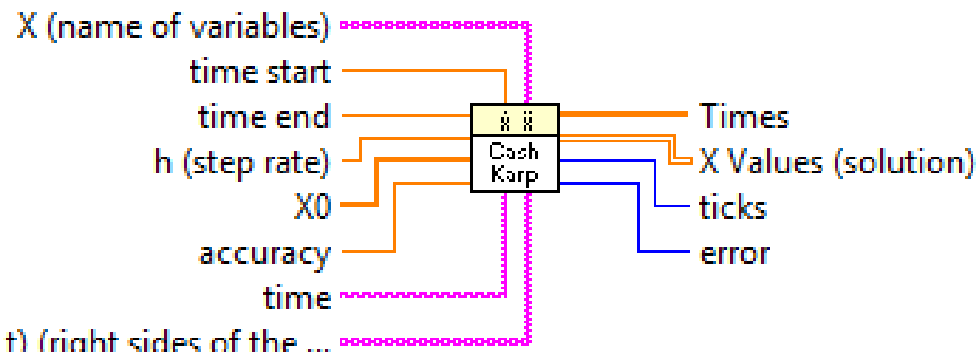 X (name of variables)
time start
time end
h (step rate)
X0
accuracy
time
t) (right sides of the ...
Cash
Karp
Times
X Values (solution)
ticks
error